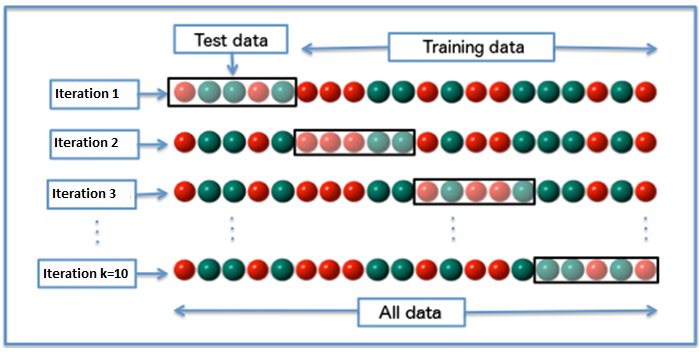 Test data
Training data
Iteration 1
Iteration 2
Iteration 3
Iteration k=10
All data